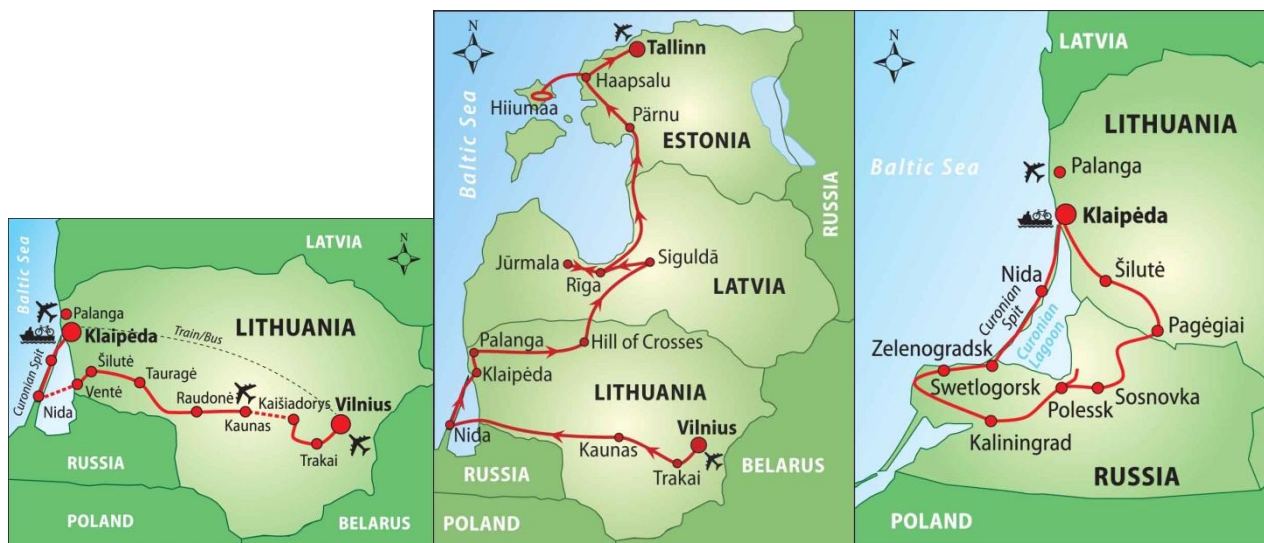 LATVIA
N
Baltic Sea
Palanga
LITHUANIA
Klaipėda
Train/Bus
Curonian Spit
Šilutė
Tauragė
Ventė
Nida
Raudonė
Kaišiadorys
Vilnius
Kaunas
Trakai
RUSSIA
POLAND
BELARUS
N
Tallinn
Haapsalu
Hiiumaa
Pärnu
Baltic Sea
ESTONIA
RUSSIA
Jūrmala
Siguldā
Rīga
LATVIA
Palanga
Hill of Crosses
Klaipėda
LITHUANIA
Nida
Kaunas
Vilnius
Trakai
RUSSIA
BELARUS
POLAND
N
LATVIA
LITHUANIA
Baltic Sea
Palanga
Klaipėda
Nida
Šilutė
Curonian Spit
Curonian
Lagoon
Pagėgiai
Zelenogradsk
Swetlogorsk
Polessk
Sosnovka
Kaliningrad
RUSSIA
POLAND